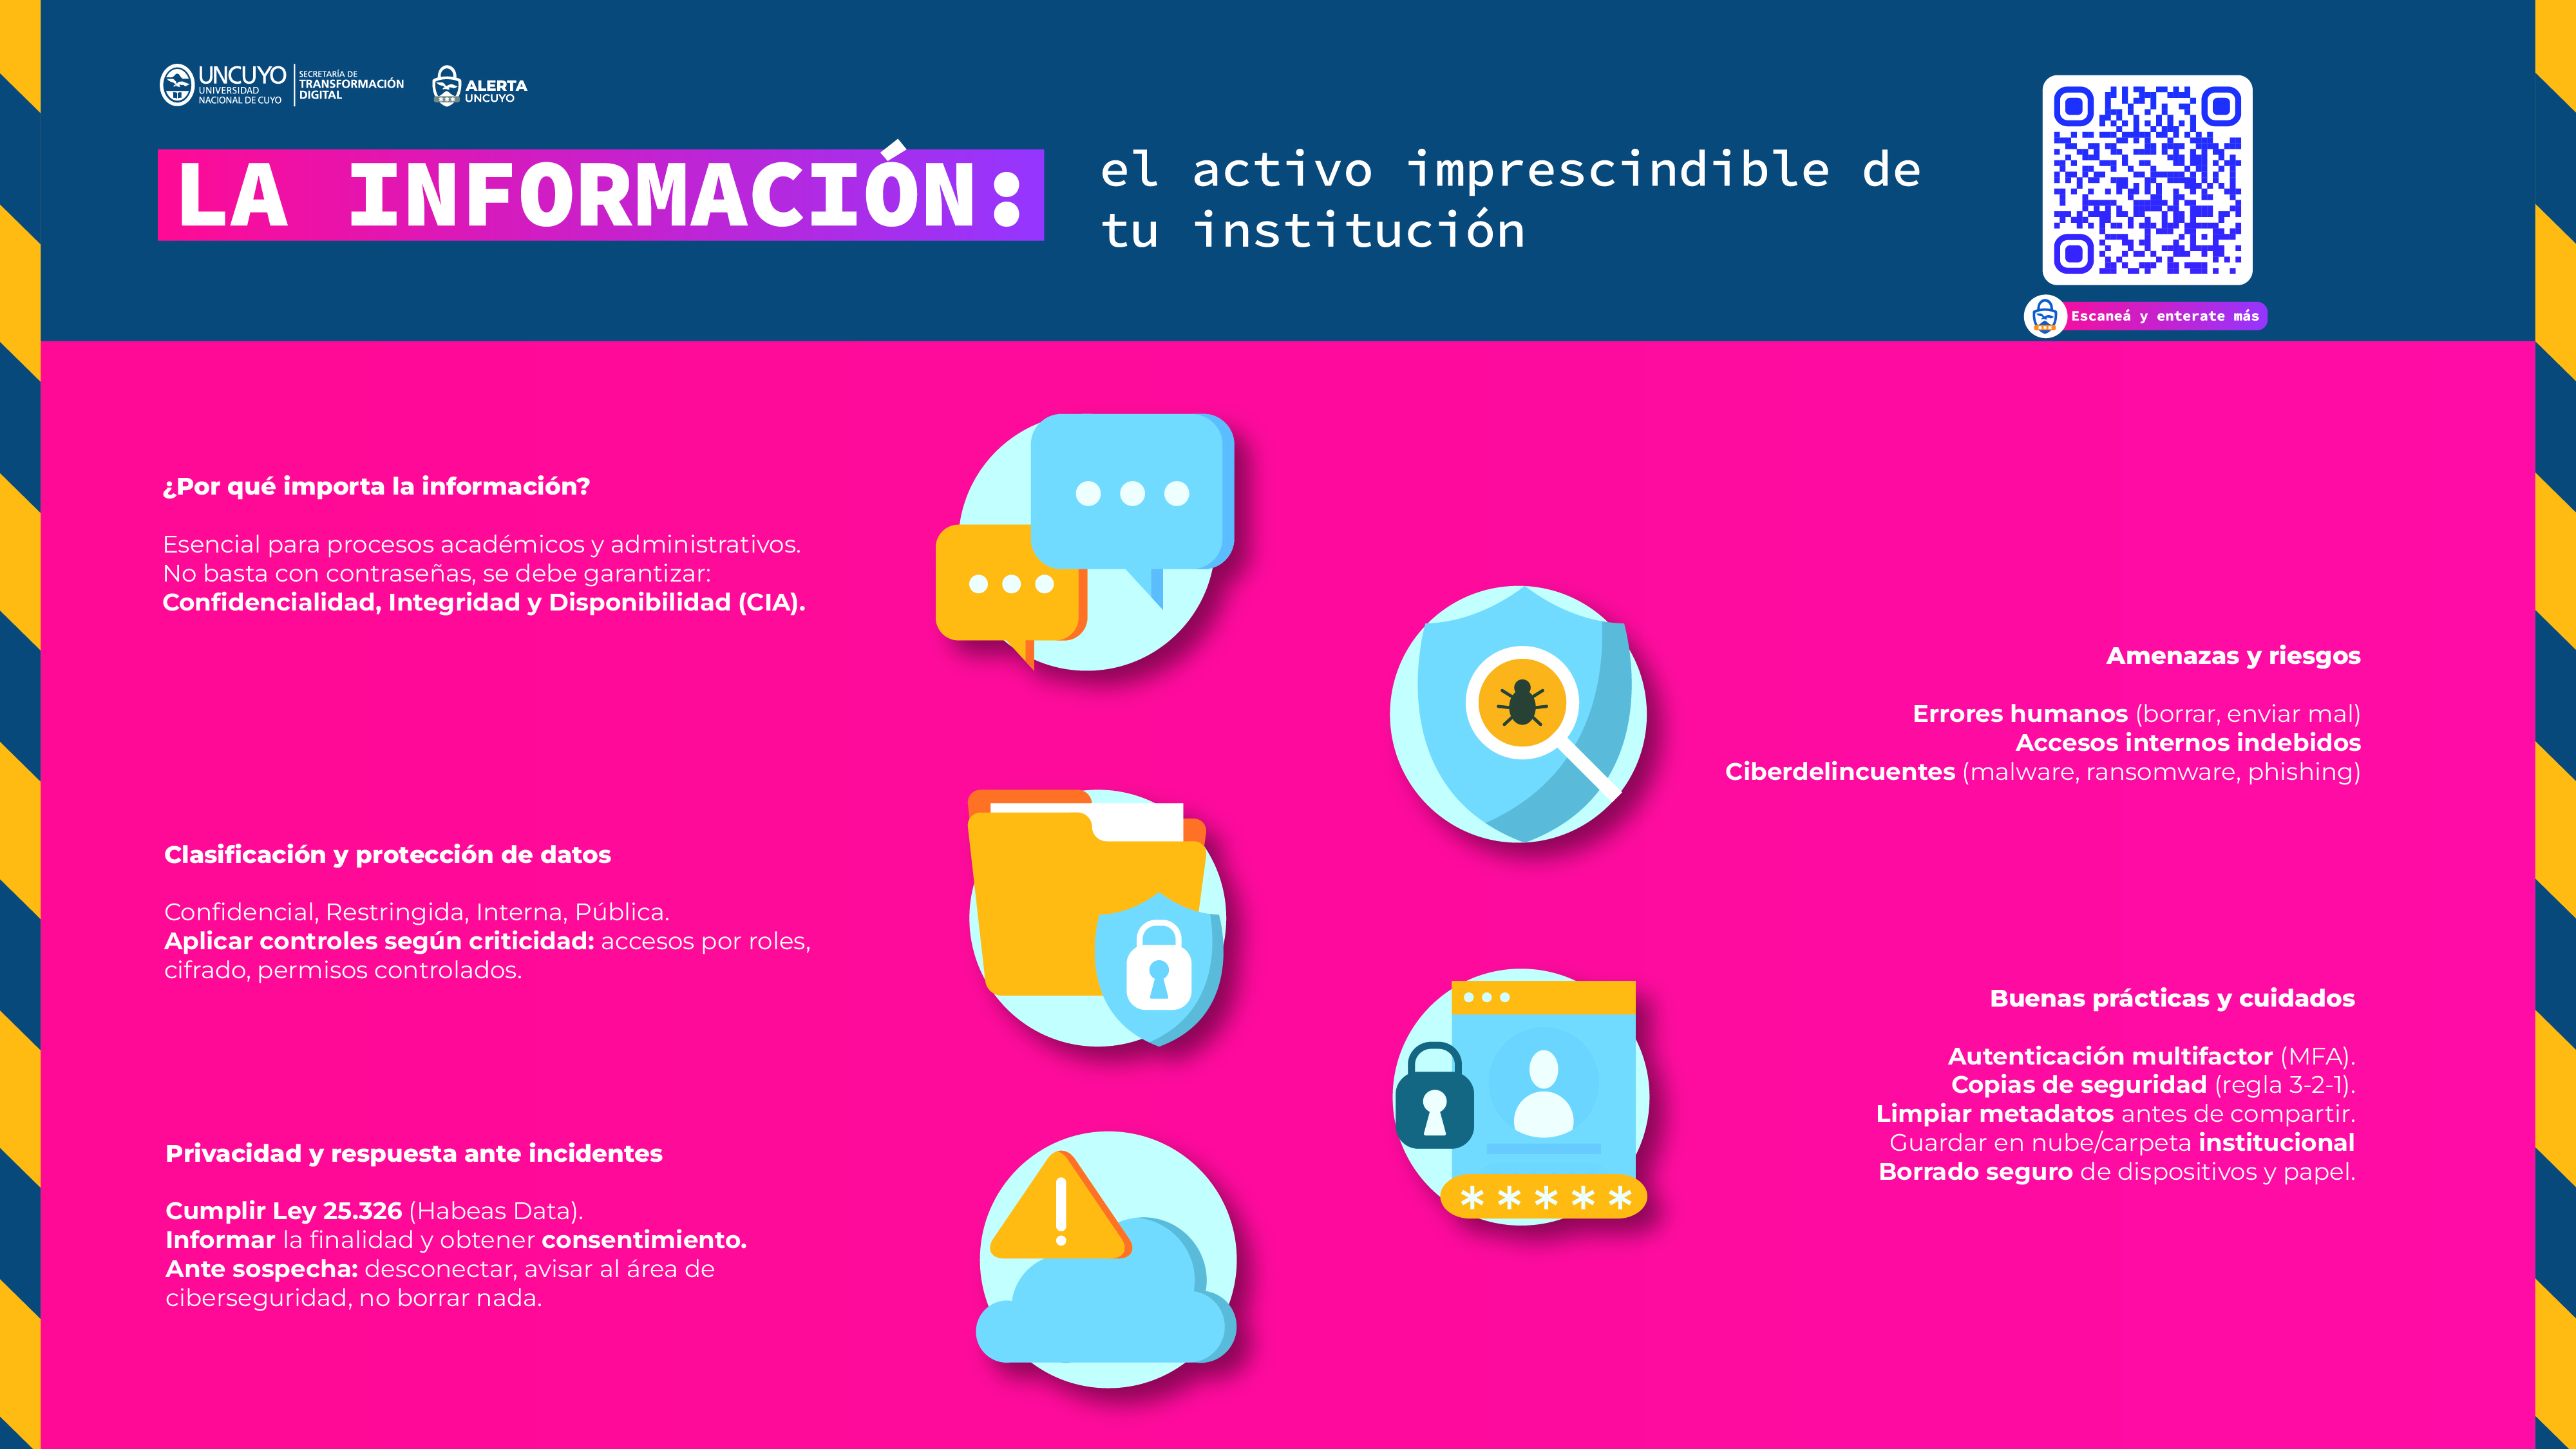 UNCUYO
UNIVERSIDAD
NACIONAL DE CUYO
SECRETARÍA DE
TRANSFORMACIÓN
DIGITAL
ALERTA
UNCUYO
LA INFORMACIÓN:
el activo imprescindible de
tu institución
Escaneá y enterate más
¿Por qué importa la información?
Esencial para procesos académicos y administrativos.
No basta con contraseñas, se debe garantizar:
Confidencialidad, Integridad y Disponibilidad (CIA).
Amenazas y riesgos
Errores humanos (borrar, enviar mal)
Accesos internos indebidos
Ciberdelincuentes (malware, ransomware, phishing)
Clasificación y protección de datos
Confidencial, Restringida, Interna, Pública.
Aplicar controles según criticidad: accesos por roles,
cifrado, permisos controlados.
Buenas prácticas y cuidados
Autenticación multifactor (MFA).
Copias de seguridad (regla 3-2-1).
Limpiar metadatos antes de compartir.
Guardar en nube/carpeta institucional
Borrado seguro de dispositivos y papel.
*****
Privacidad y respuesta ante incidentes
Cumplir Ley 25.326 (Habeas Data).
Informar la finalidad y obtener consentimiento.
Ante sospecha: desconectar, avisar al área de
ciberseguridad, no borrar nada.